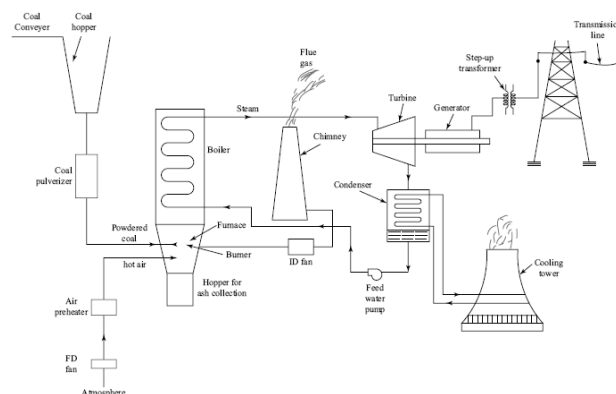 Coal
Conveyer
Coal
hopper
Transmission
line
Flue
gas
Step-up
transformer
Steam
Turbine
Generator
Boiler
Chimney
Coal
pulverizer
Condenser
Powdered
coal
Furnace
Burner
hot air
ID fan
Cooling
tower
Hopper for
ash collection
Feed
water
pump
Air
preheater
FD
fan
Atmosphere